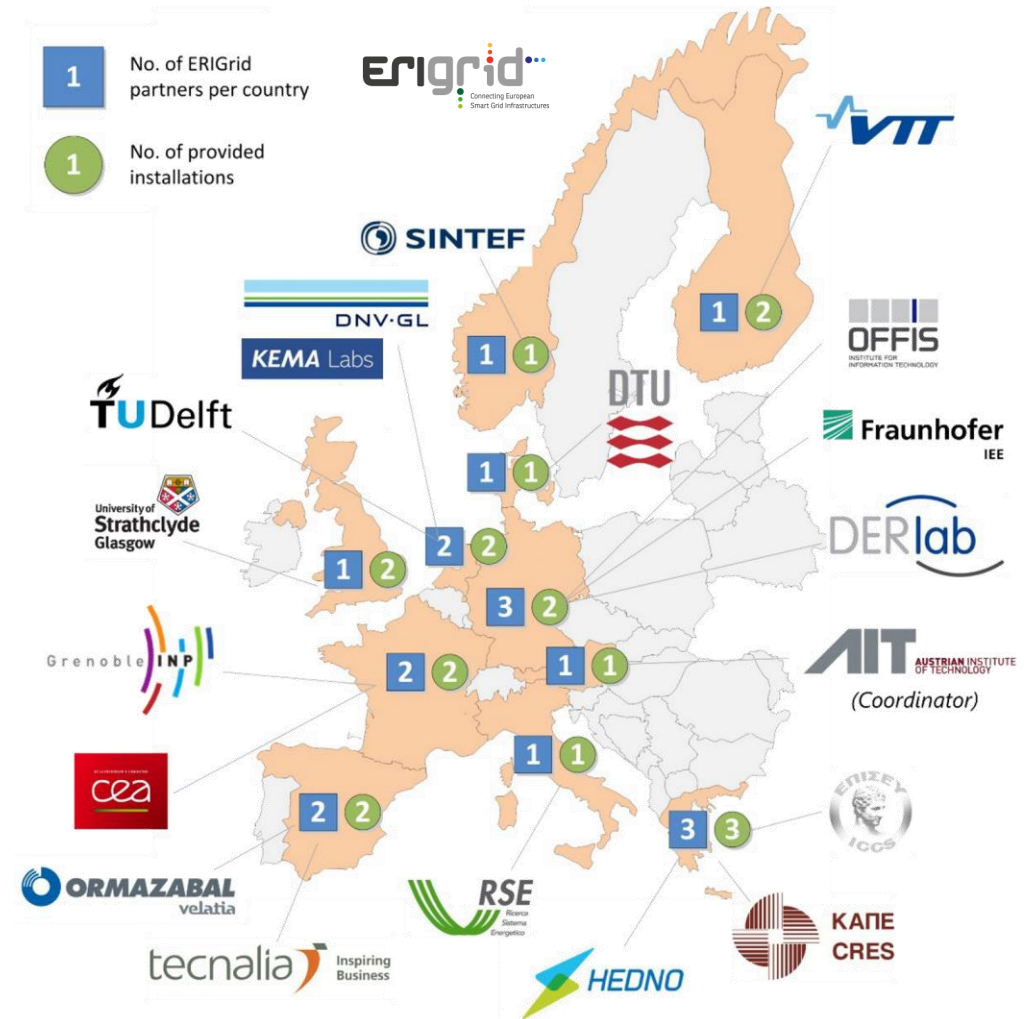 1
No. of ERIGrid
partners per country
1
No. of provided
installations
ERIgrid
Connecting European
Smart Grid Infrastructures
VTT
SINTEF
DNV·GL
KEMA Labs
1
2
OFFIS
INSTITUTE FOR
INFORMATION TECHNOLOGY
1
1
DTU
TUDelft
Fraunhofer
IEE
1
1
University of
Strathclyde
Glasgow
DERlab
2
2
1
2
3
2
Grenoble INP
2
2
1
1
AIT
AUSTRIAN INSTITUTE
OF TECHNOLOGY
(Coordinator)
cea
1
1
2
2
3
3
ΕΠΙΣΕΥ
ICCS
ORMAZABAL
velatia
RSE
Ricerca
Sistema
Energetico
ΚΑΠΕ
CRES
tecnalia
Inspiring
Business
HEDNO